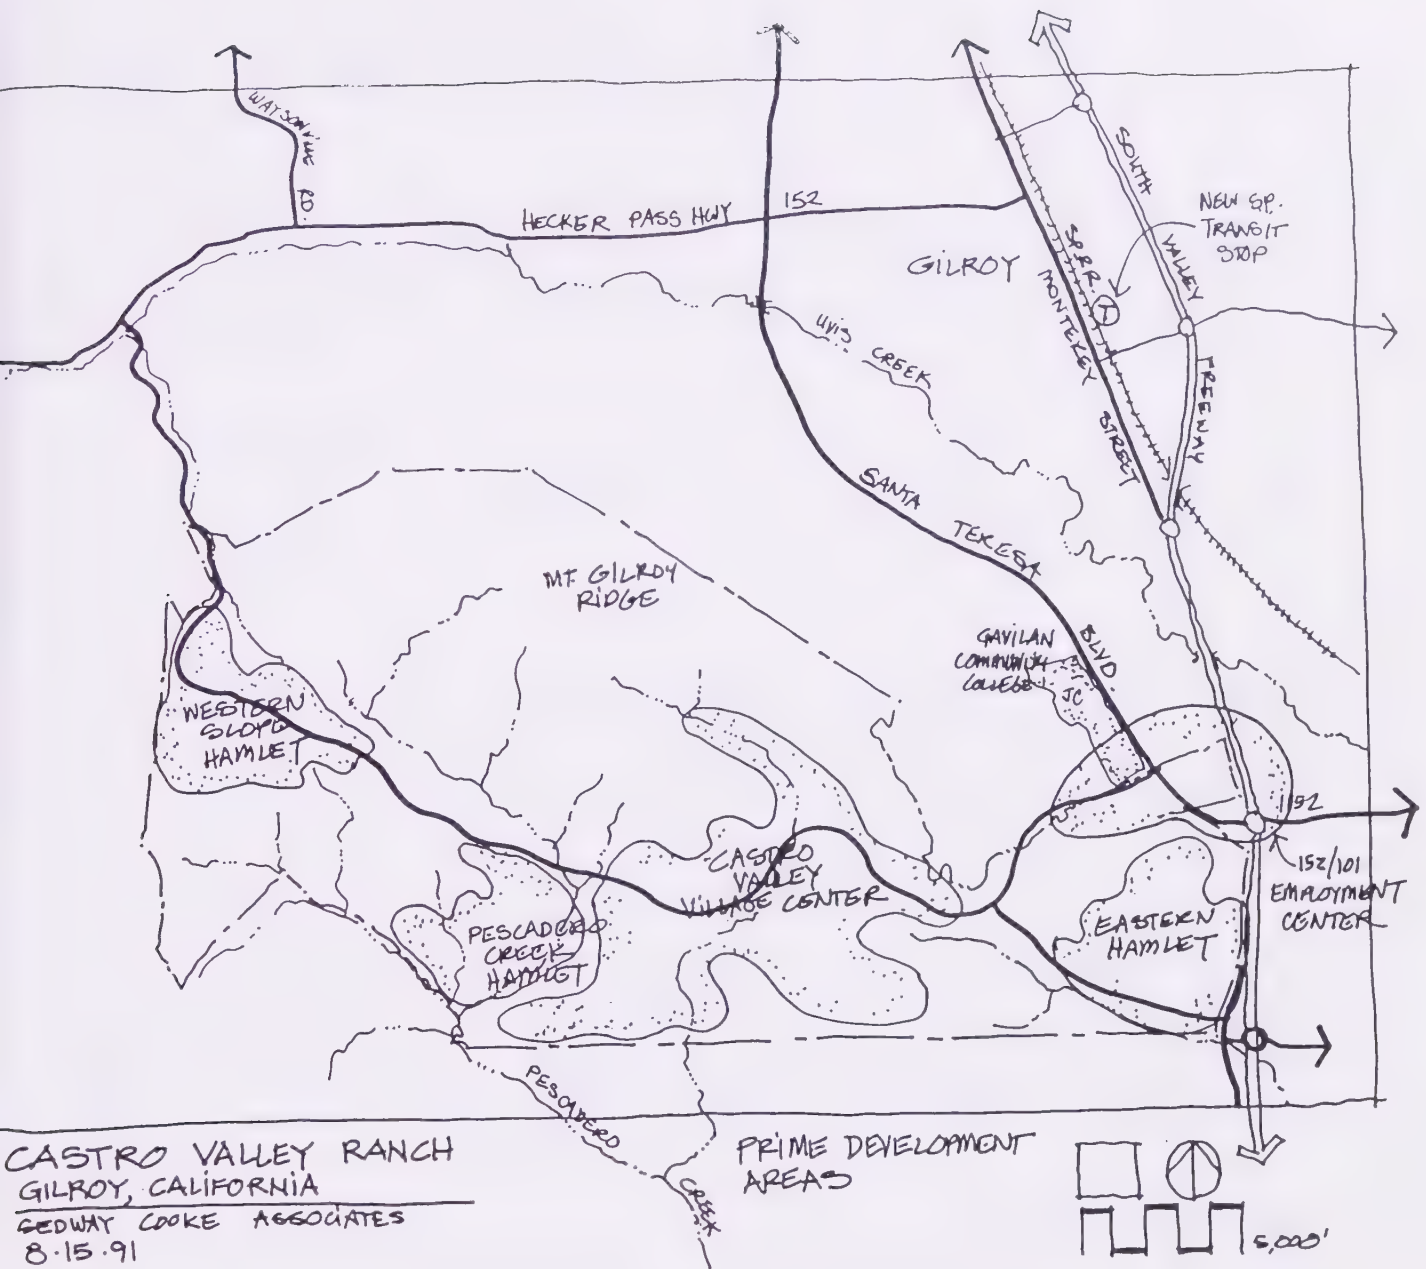 WATSONVILLE RD.
HECKER PASS HWY
152
SOUTH VALLEY FREEWAY
NEW S.P.
TRANSIT
STOP
GILROY
S.P.R.R.
T
MONTEREY STREET
UVIS CREEK
SANTA TERESA BLVD.
MT. GILROY
RIDGE
GAVILAN
COMMUNITY
COLLEGE
JC
WESTERN
SLOPE
HAMLET
152/101
EMPLOYMENT
CENTER
CASTRO
VALLEY
VILLAGE CENTER
PESCADERO
CREEK
HAMLET
EASTERN
HAMLET
PESCADERO CREEK
CASTRO VALLEY RANCH
GILROY, CALIFORNIA
SEDWAY COOKE ASSOCIATES
8.15.91
PRIME DEVELOPMENT
AREAS
5,000'